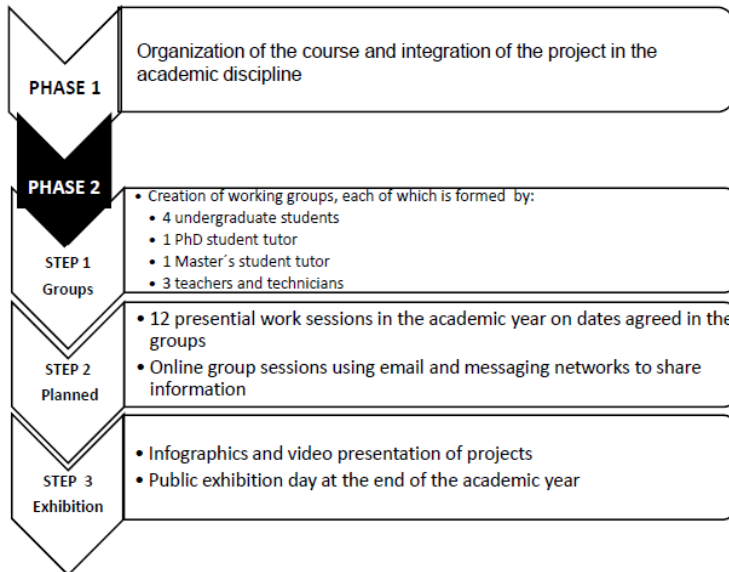 PHASE 1
Organization of the course and integration of the project in the
academic discipline
PHASE 2
• Creation of working groups, each of which is formed by:
• 4 undergraduate students
• 1 PhD student tutor
• 1 Master´s student tutor
• 3 teachers and technicians
STEP 1
Groups
• 12 presential work sessions in the academic year on dates agreed in the
groups
• Online group sessions using email and messaging networks to share
information
STEP 2
Planned
• Infographics and video presentation of projects
• Public exhibition day at the end of the academic year
STEP 3
Exhibition